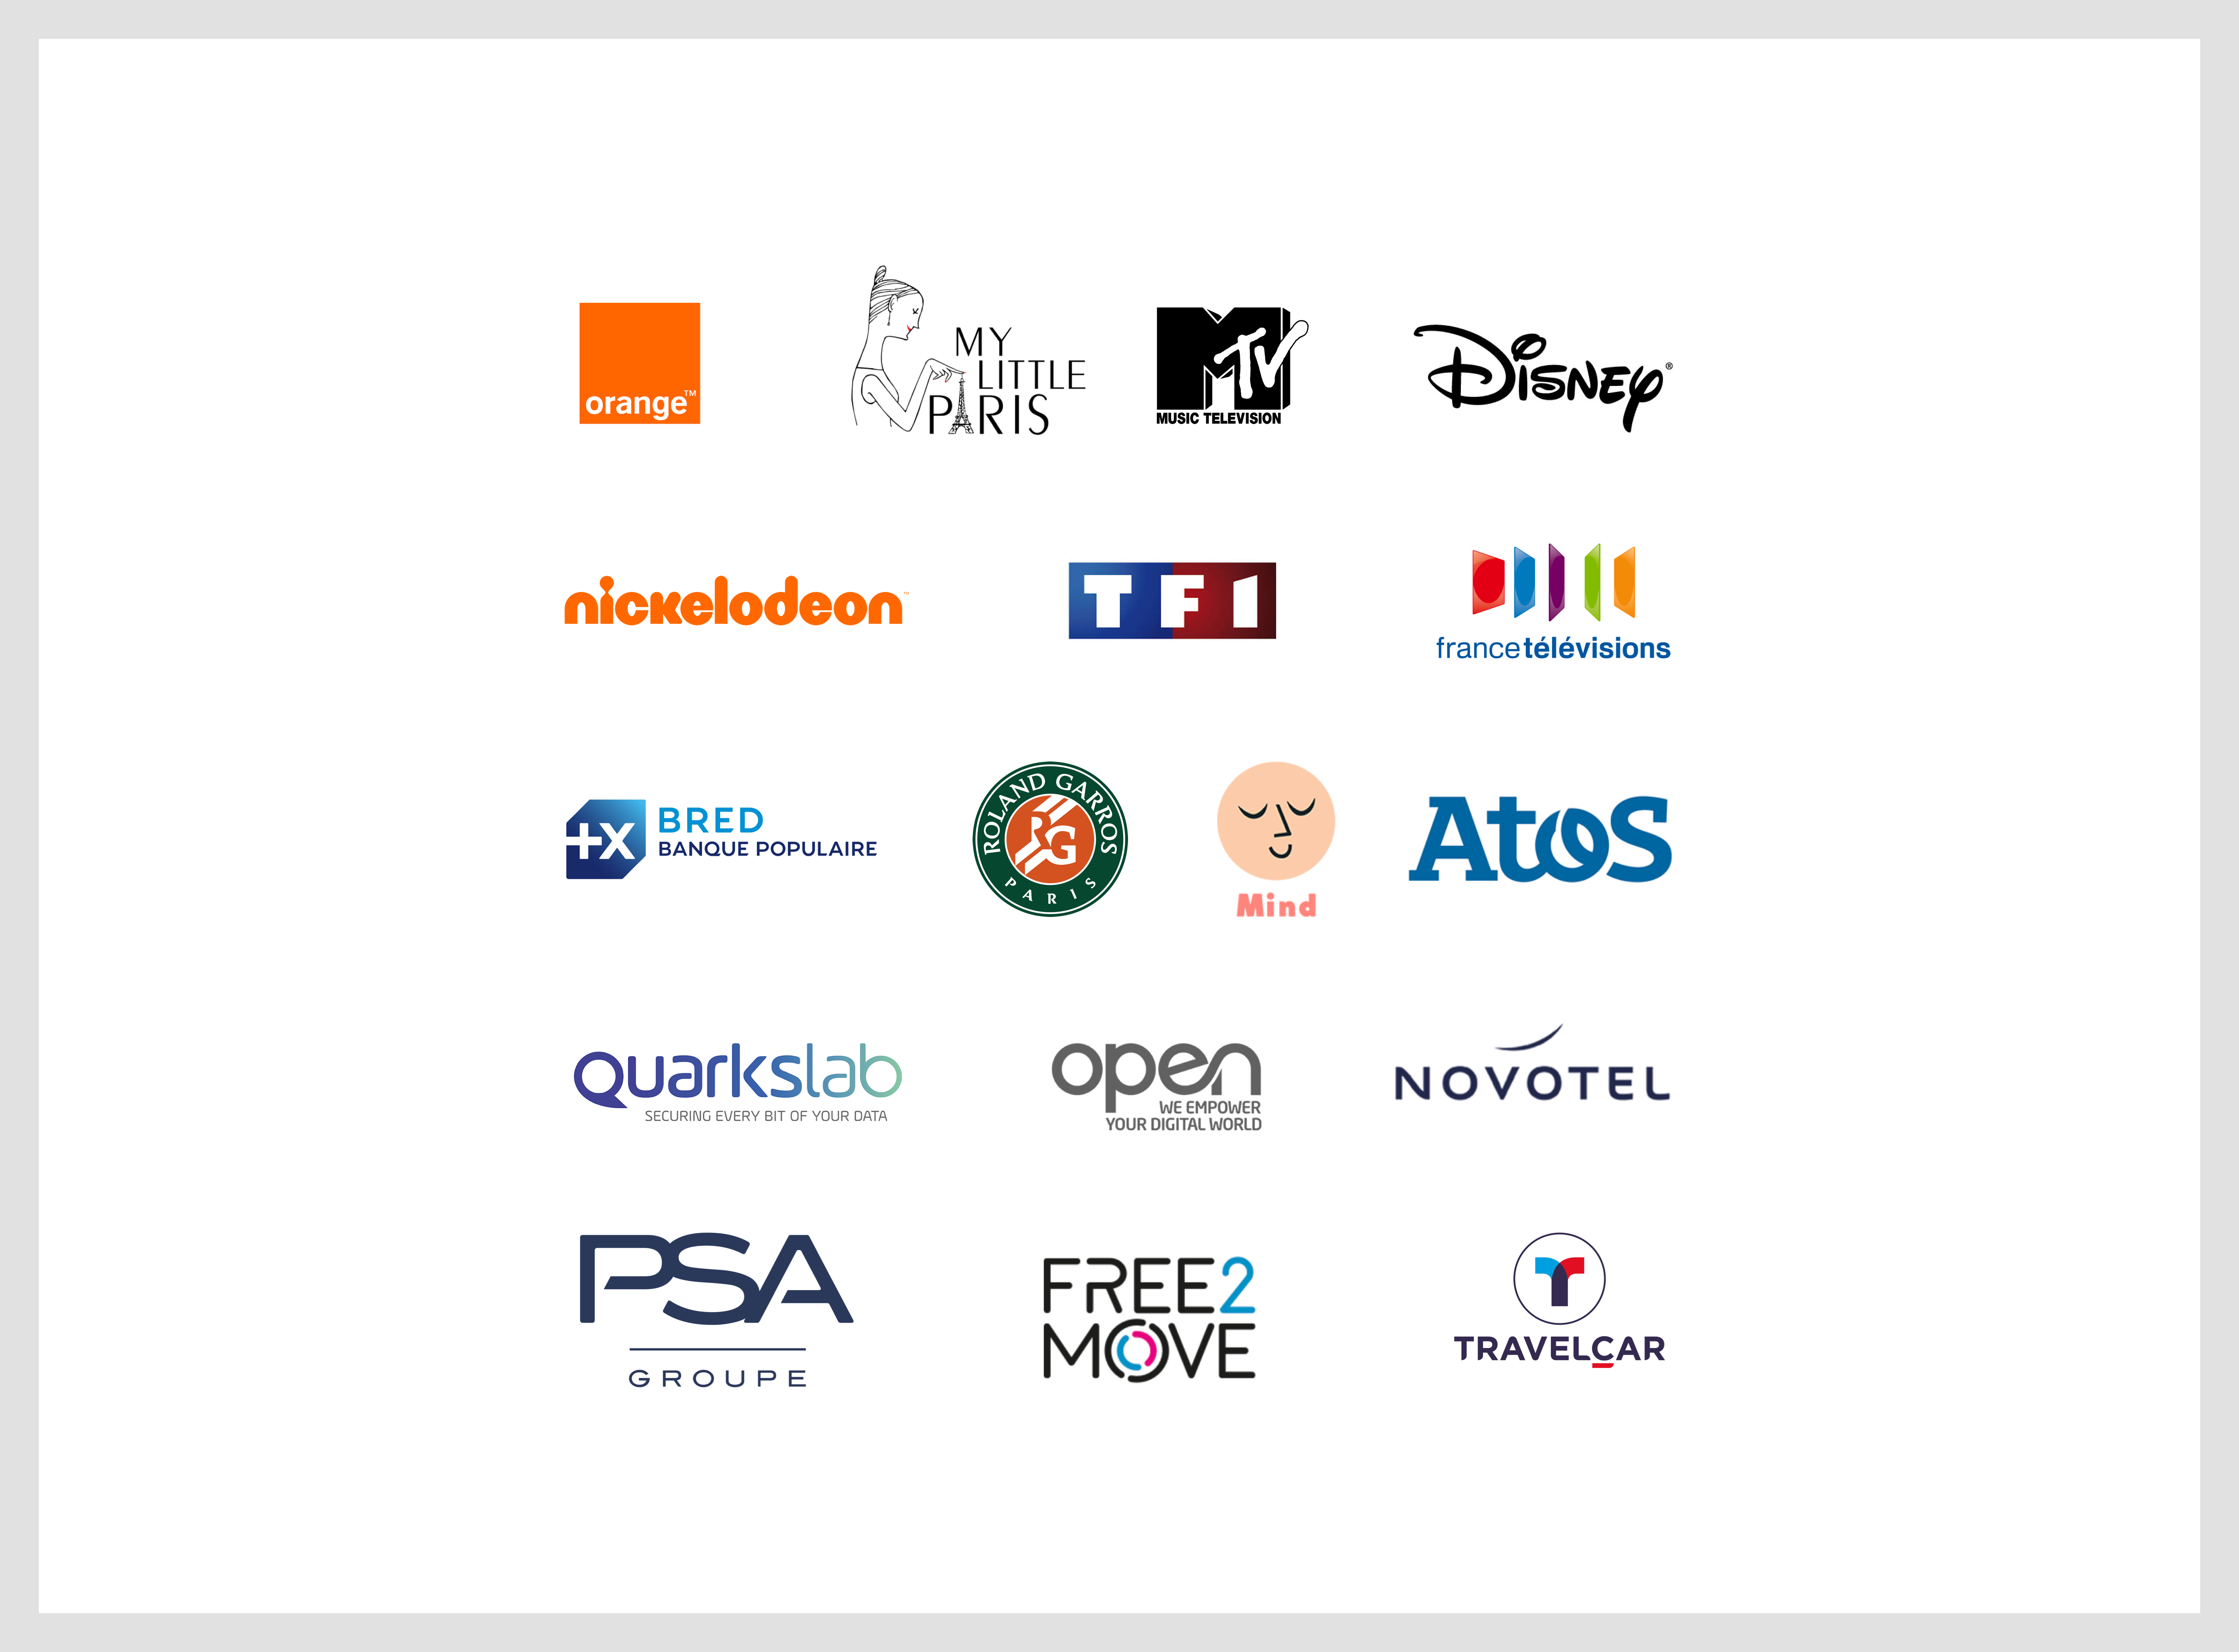 orange™
MY
LITTLE
PARIS
MTV
MUSIC TELEVISION
Disney®
nickelodeon™
TF1
francetélévisions
+X
BRED
BANQUE POPULAIRE
ROLAND GARROS
RG
PARIS
Mind
Atos
Quarkslab
SECURING EVERY BIT OF YOUR DATA
open
WE EMPOWER
YOUR DIGITAL WORLD
NOVOTEL
PSA
GROUPE
FREE2
MOVE
T
TRAVELCAR